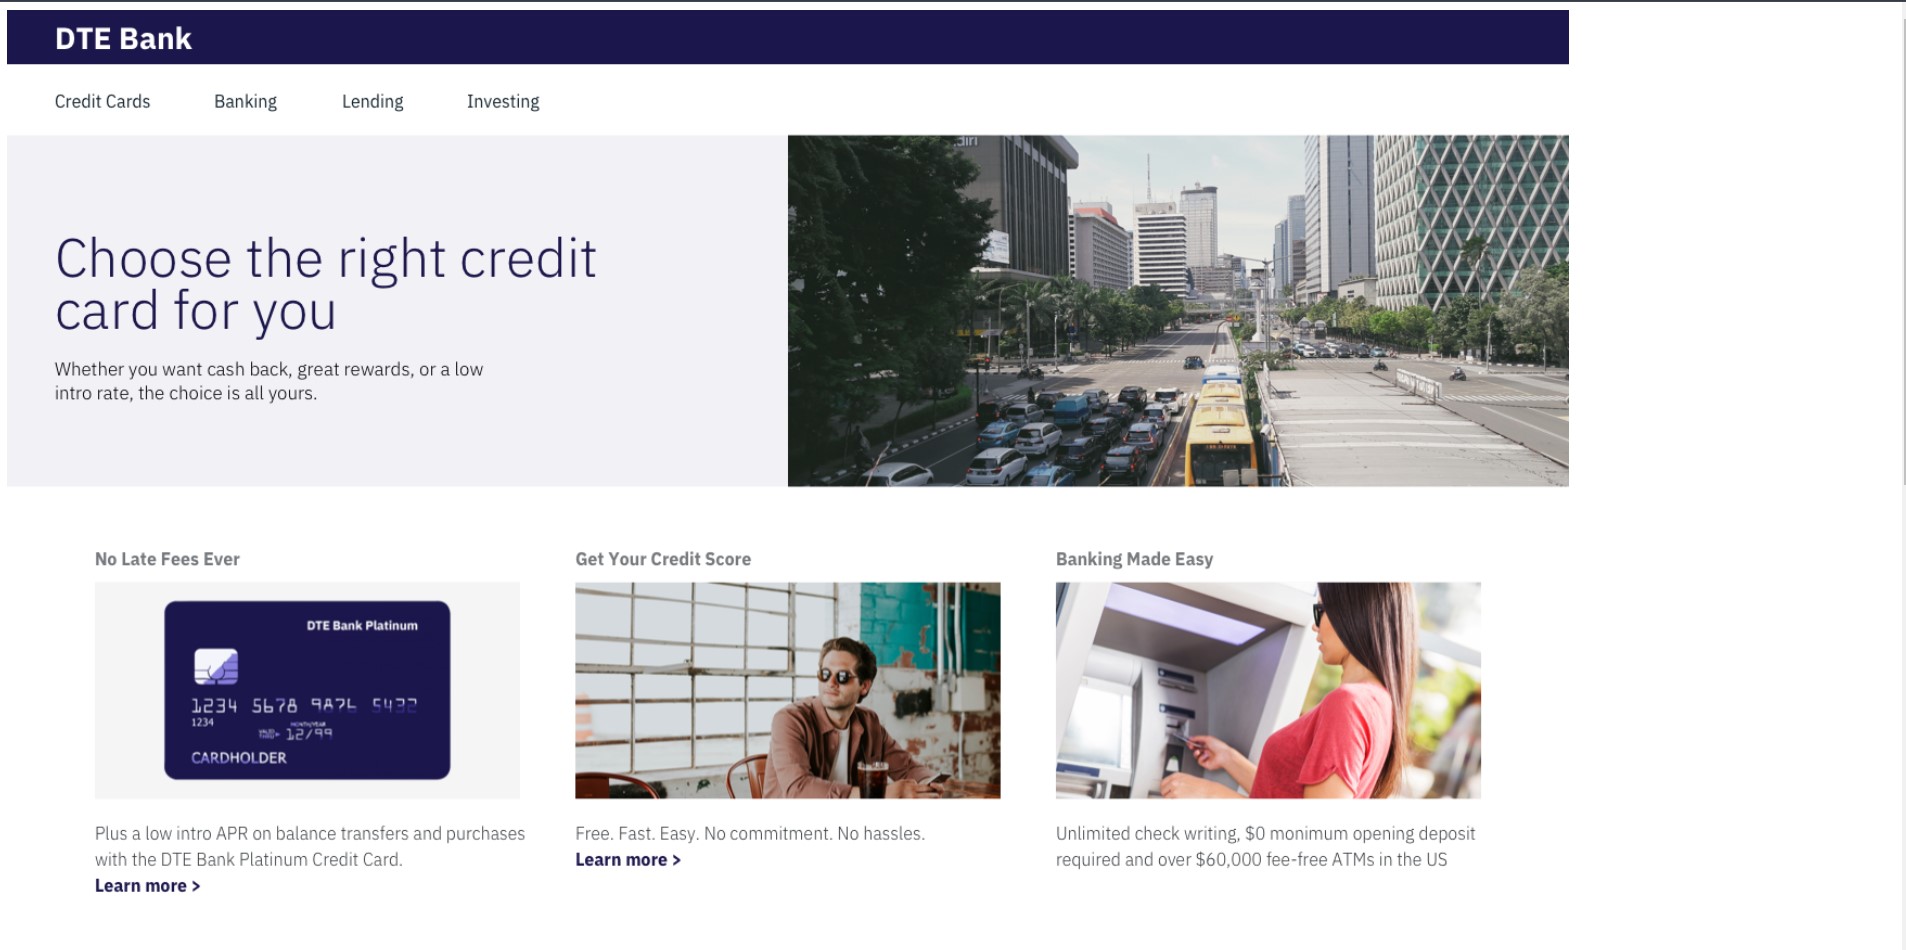 DTE Bank
Credit Cards Banking Lending Investing
Choose the right credit
card for you
Whether you want cash back, great rewards, or a low
intro rate, the choice is all yours.
No Late Fees Ever
Get Your Credit Score
Banking Made Easy
DTE Bank Platinum
1234 5678 9876 5432
1234
MONTH/YEAR
12/99
CARDHOLDER
Plus a low intro APR on balance transfers and purchases
with the DTE Bank Platinum Credit Card.
Learn more >
Free. Fast. Easy. No commitment. No hassles.
Learn more >
Unlimited check writing, $0 monimum opening deposit
required and over $60,000 fee-free ATMs in the US